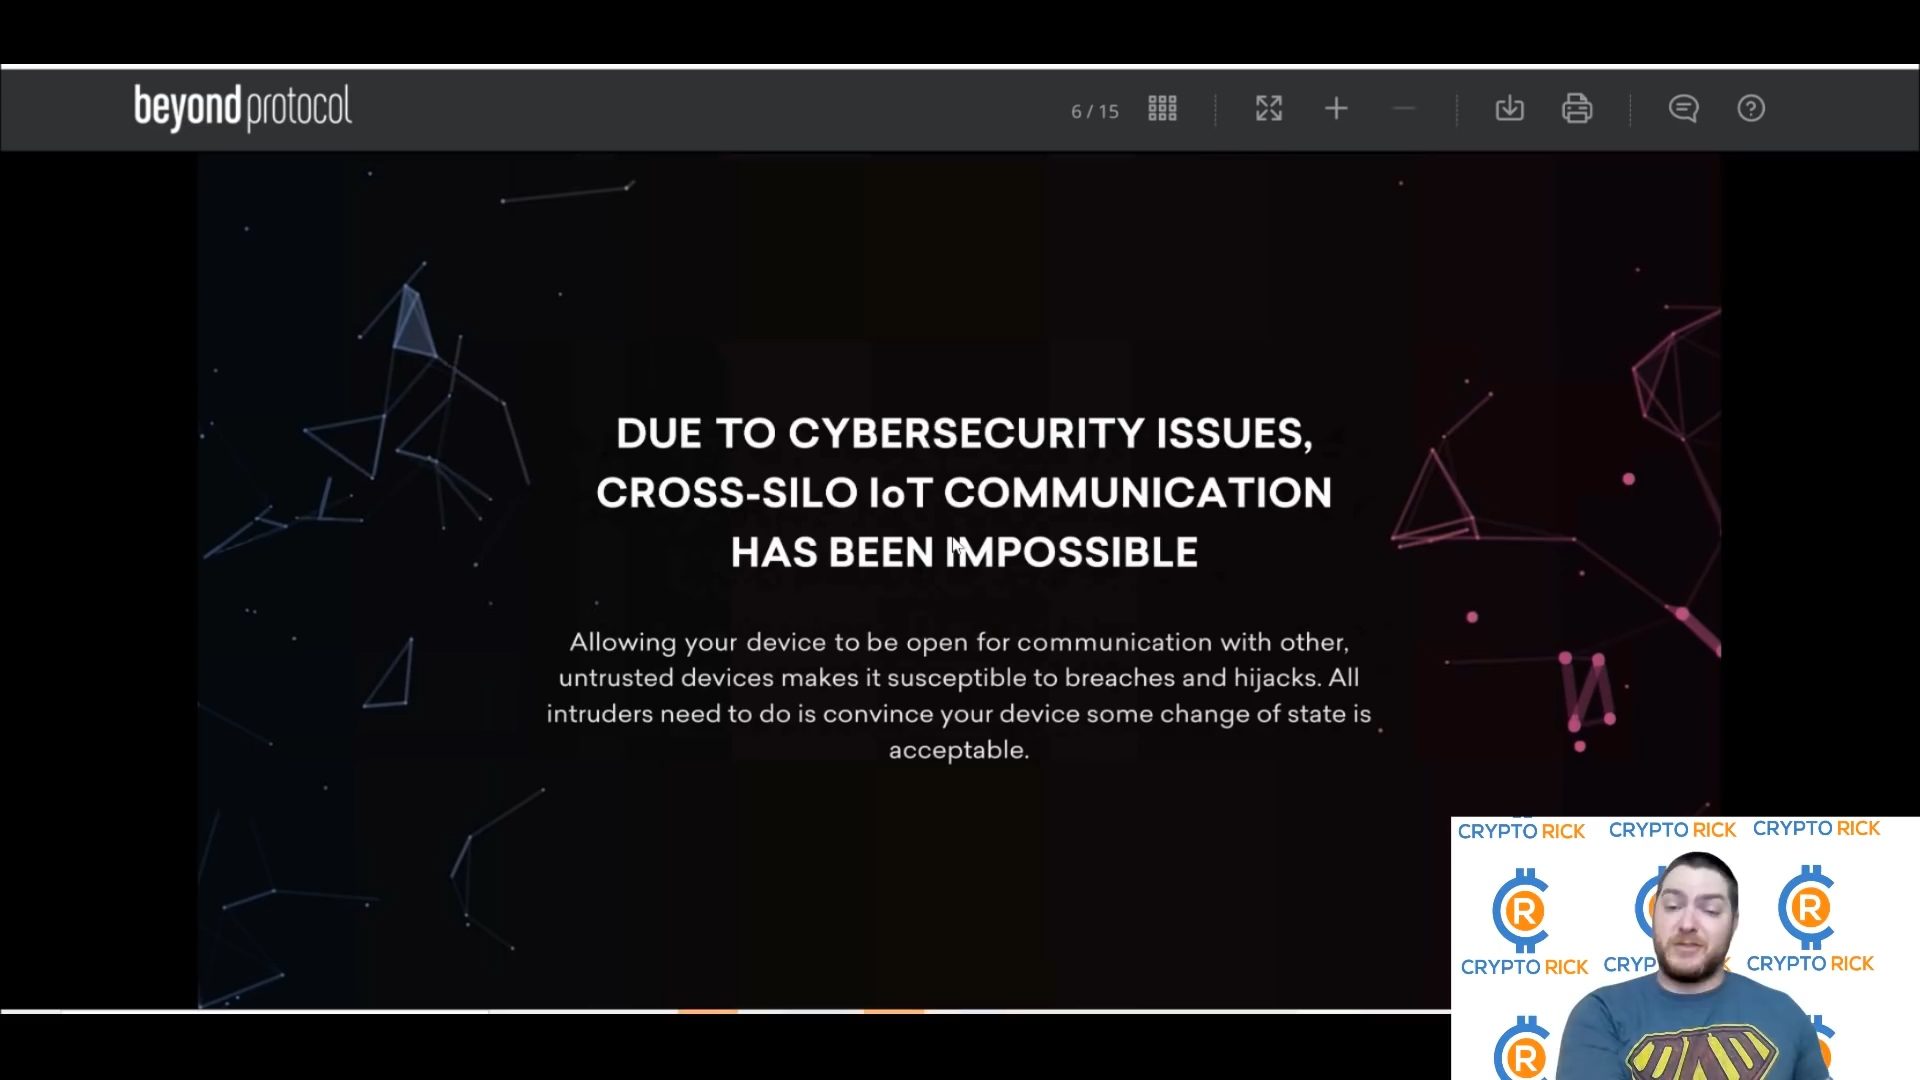 beyond protocol
6 / 15
DUE TO CYBERSECURITY ISSUES,
CROSS-SILO IoT COMMUNICATION
HAS BEEN IMPOSSIBLE
Allowing your device to be open for communication with other,
untrusted devices makes it susceptible to breaches and hijacks. All
intruders need to do is convince your device some change of state is
acceptable.
CRYPTO RICK CRYPTO RICK CRYPTO RICK
R R
CRYPTO RICK CRYP K CRYPTO RICK
R
DAD